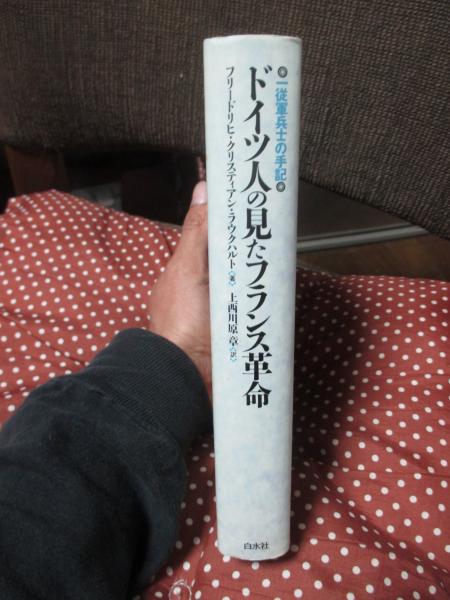 ◎一従軍兵士の手記◎
ドイツ人の見たフランス革命
フリードリヒ・クリスティアン・ラウクハルト〈著〉 上西川原章〈訳〉
白水社